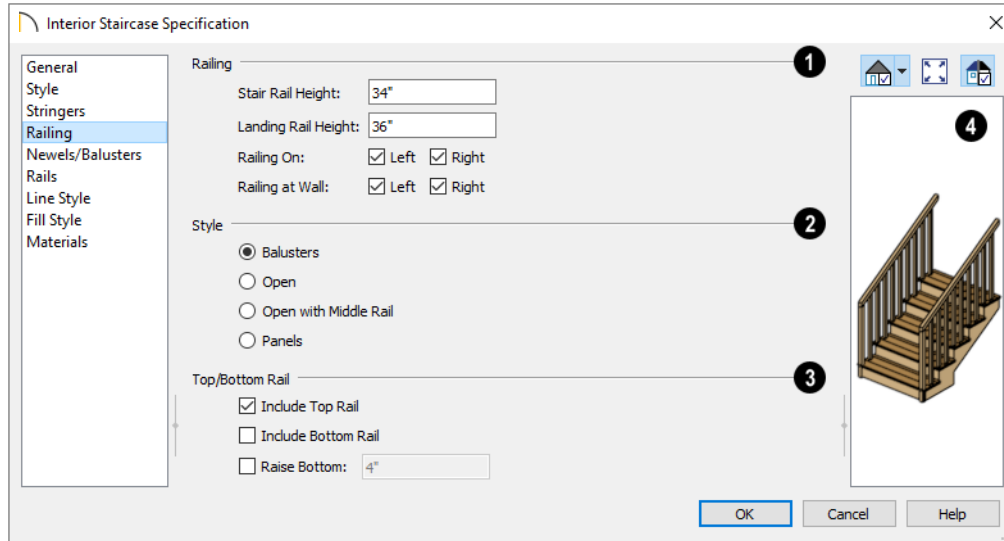 Interior Staircase Specification
General
Style
Stringers
Railing
Newels/Balusters
Rails
Line Style
Fill Style
Materials
Railing 1
Stair Rail Height: 34"
Landing Rail Height: 36"
Railing On: Left Right
Railing at Wall: Left Right
Style 2
Balusters
Open
Open with Middle Rail
Panels
Top/Bottom Rail 3
Include Top Rail
Include Bottom Rail
Raise Bottom: 4"
4
OK Cancel Help